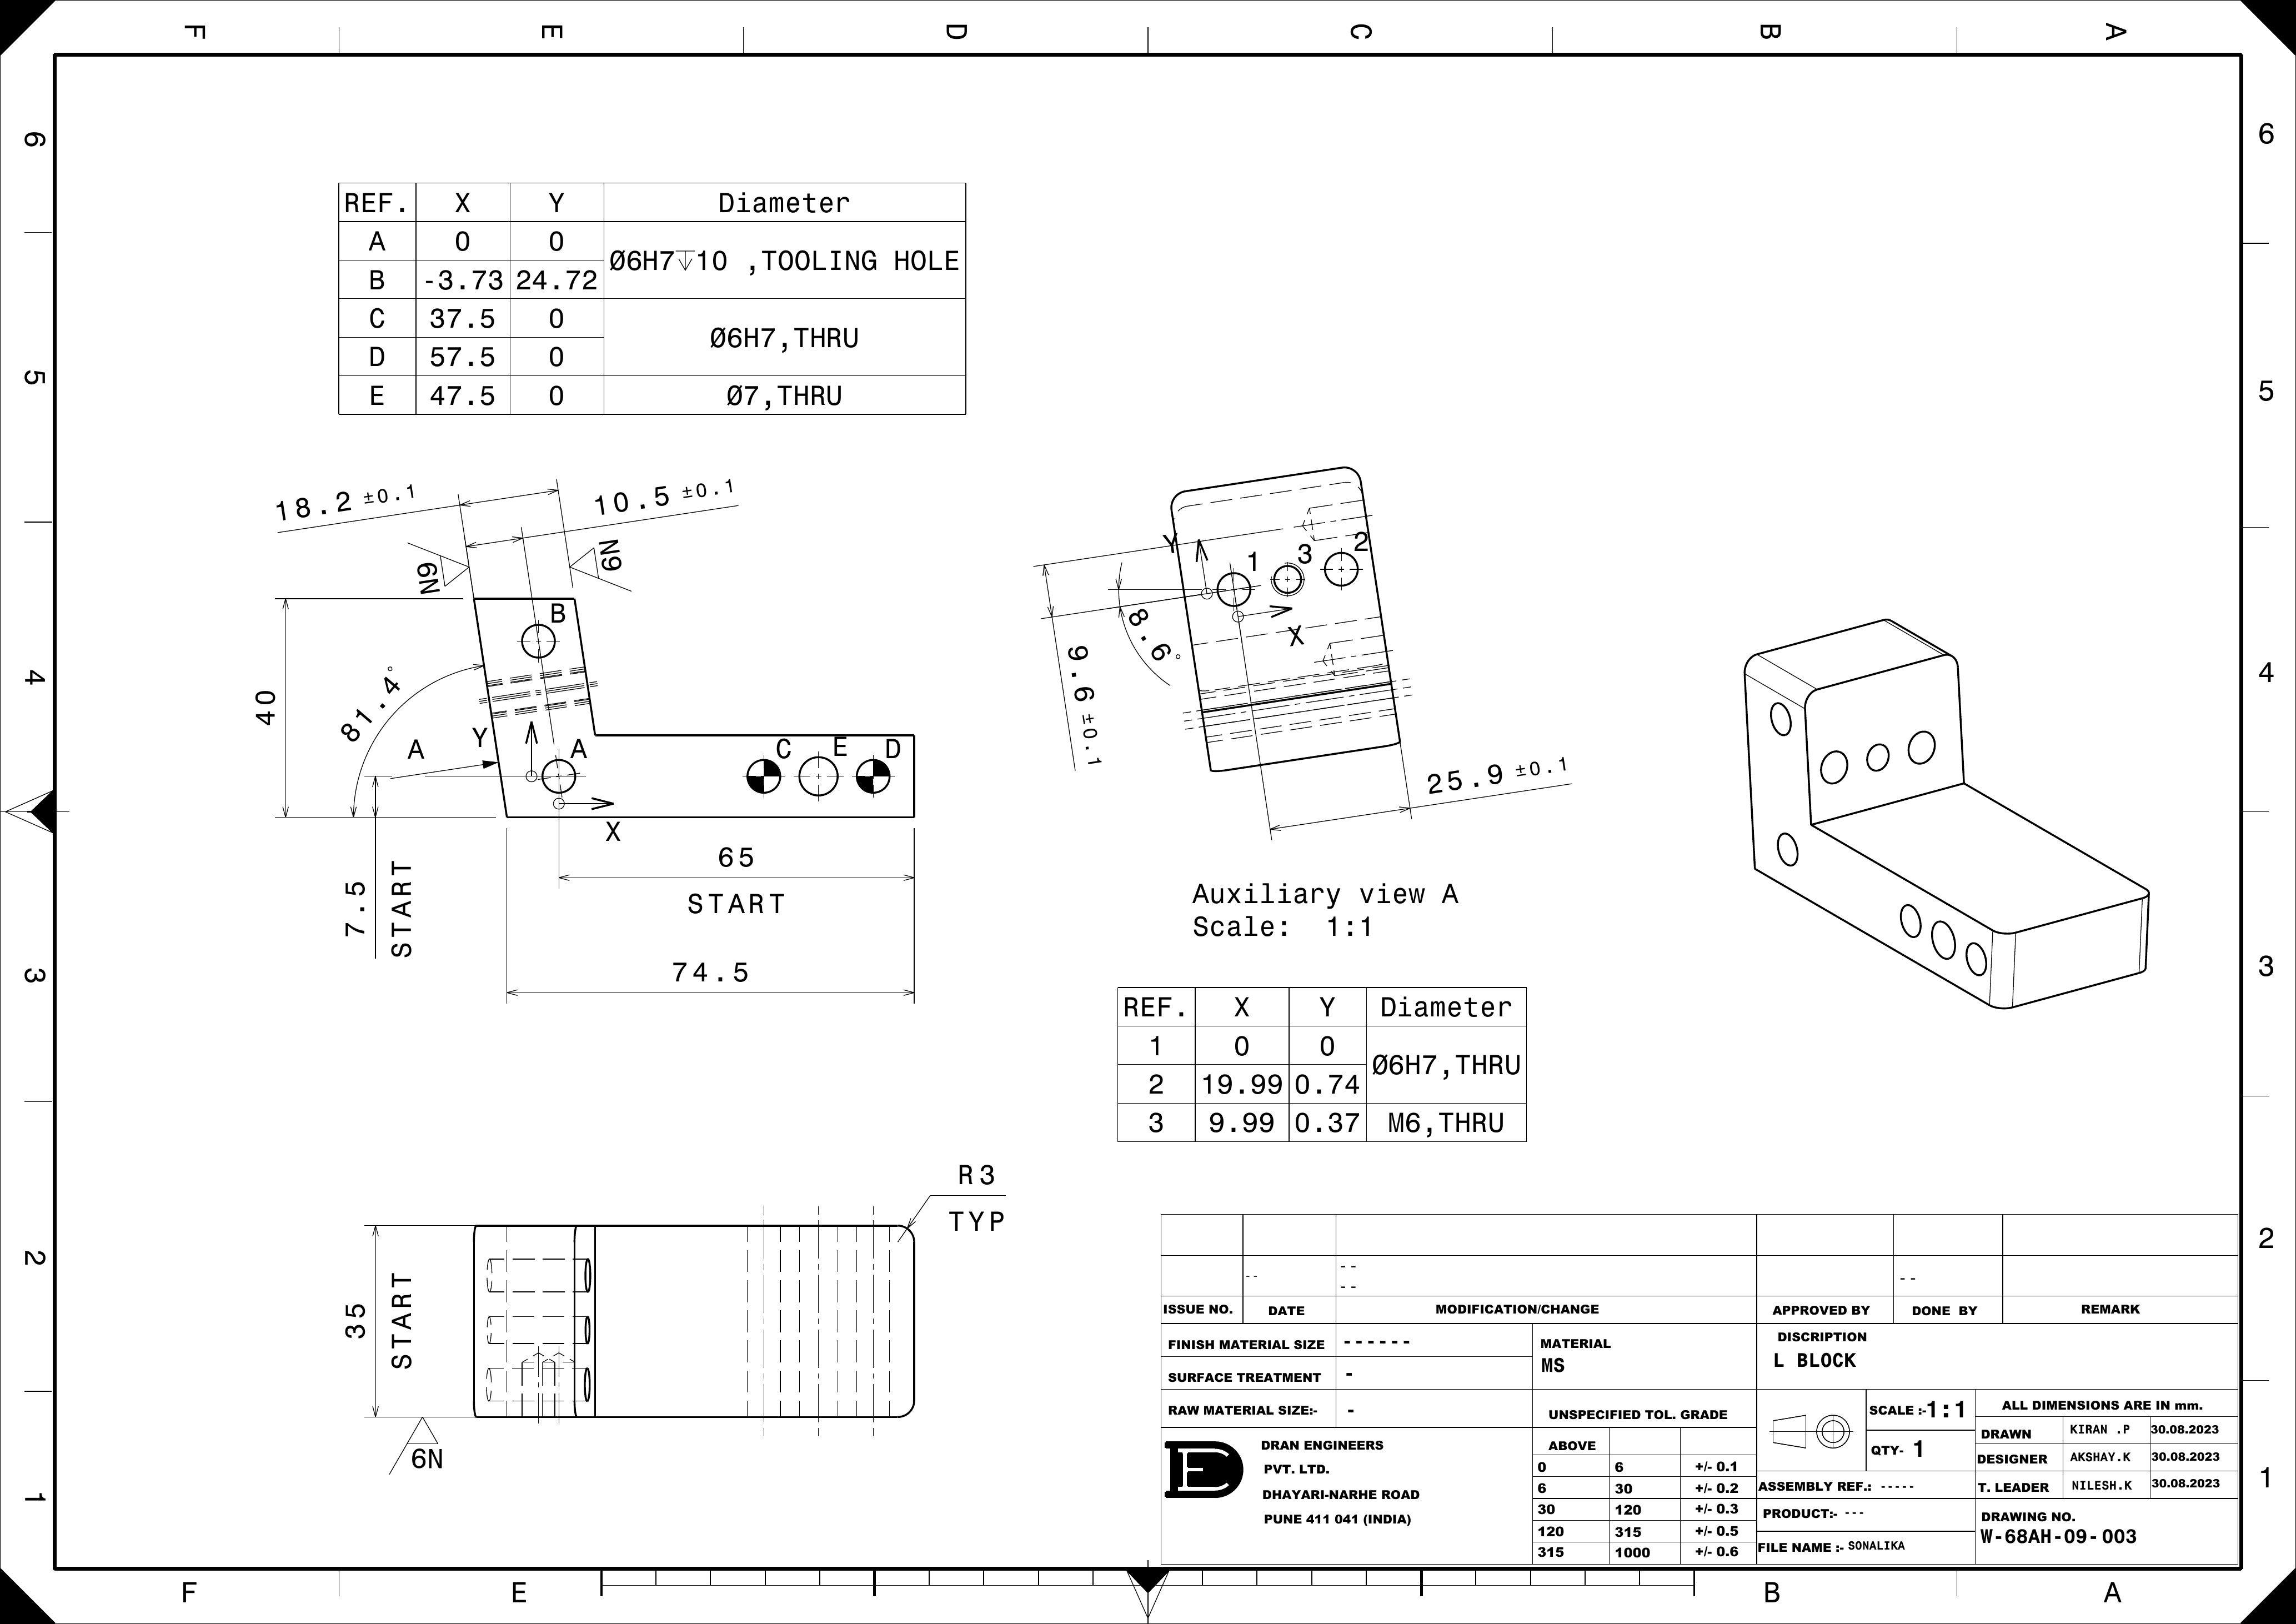 F E D C B A
6 6
5 5
4 4
3 3
2 2
1 1
REF. X Y Diameter
A 0 0 Ø6H7↧10 ,TOOLING HOLE
B -3.73 24.72
C 37.5 0 Ø6H7,THRU
D 57.5 0
E 47.5 0 Ø7,THRU
18.2 ±0.1
10.5 ±0.1
N9
N9
B
40
81.4°
A
Y
A
C E D
X
7.5
START
65
START
74.5
Y
1 3 2
X
8.6°
9.6 ±0.1
25.9 ±0.1
Auxiliary view A
Scale: 1:1
REF. X Y Diameter
1 0 0 Ø6H7,THRU
2 19.99 0.74
3 9.99 0.37 M6,THRU
R3
TYP
35
START
6N
--
--
--
--
ISSUE NO. DATE MODIFICATION/CHANGE APPROVED BY DONE BY REMARK
FINISH MATERIAL SIZE ------
MATERIAL
MS
SURFACE TREATMENT -
RAW MATERIAL SIZE:- -
DISCRIPTION
L BLOCK
UNSPECIFIED TOL. GRADE
ABOVE
0 6 +/- 0.1
6 30 +/- 0.2
30 120 +/- 0.3
120 315 +/- 0.5
315 1000 +/- 0.6
DRAN ENGINEERS
PVT. LTD.
DHAYARI-NARHE ROAD
PUNE 411 041 (INDIA)
SCALE :-1:1
QTY- 1
ALL DIMENSIONS ARE IN mm.
DRAWN KIRAN .P 30.08.2023
DESIGNER AKSHAY.K 30.08.2023
T. LEADER NILESH.K 30.08.2023
ASSEMBLY REF.: -----
PRODUCT:- ---
FILE NAME :- SONALIKA
DRAWING NO.
W-68AH-09-003
F E B A